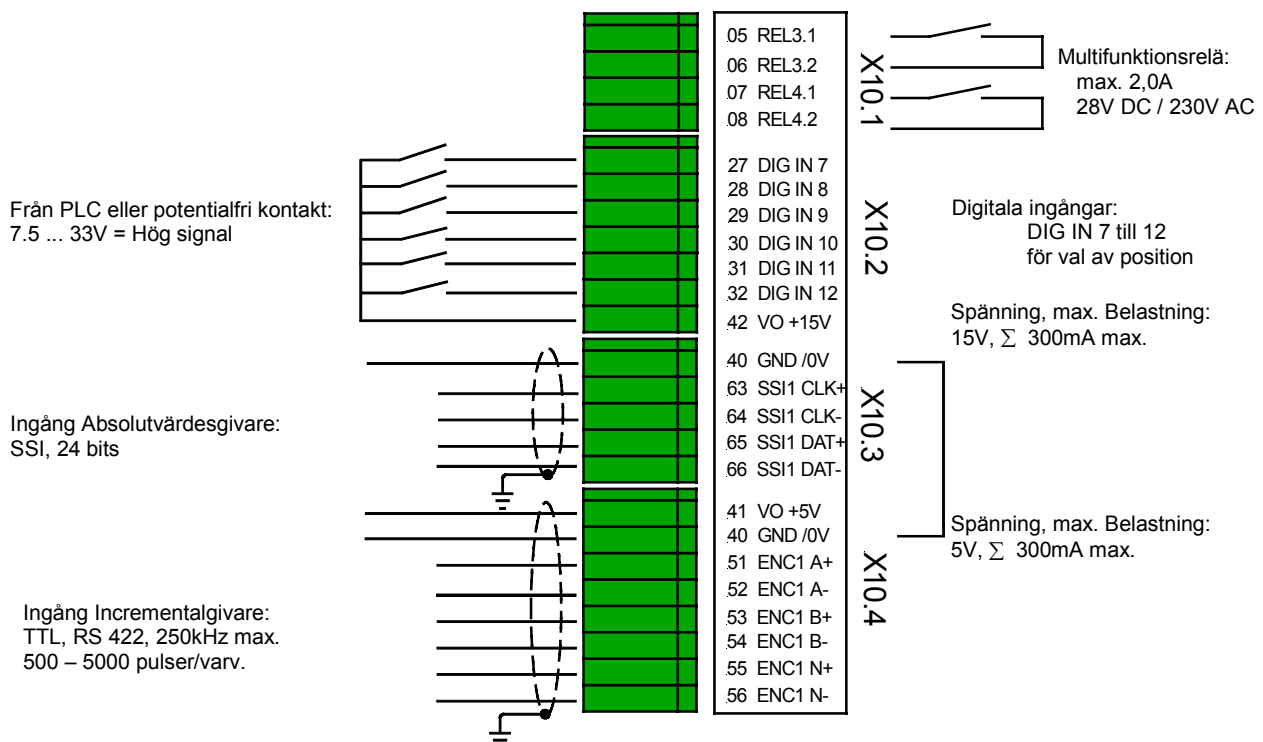 05 REL3.1
06 REL3.2
07 REL4.1
08 REL4.2
X10.1
Multifunktionsrelä:
max. 2,0A
28V DC / 230V AC
Från PLC eller potentialfri kontakt:
7.5 ... 33V = Hög signal
27 DIG IN 7
28 DIG IN 8
29 DIG IN 9
30 DIG IN 10
31 DIG IN 11
32 DIG IN 12
42 VO +15V
X10.2
Digitala ingångar:
DIG IN 7 till 12
för val av position
Spänning, max. Belastning:
15V, ∑ 300mA max.
Ingång Absolutvärdesgivare:
SSI, 24 bits
40 GND /0V
63 SSI1 CLK+
64 SSI1 CLK-
65 SSI1 DAT+
66 SSI1 DAT-
X10.3
Ingång Incrementalgivare:
TTL, RS 422, 250kHz max.
500 – 5000 pulser/varv.
41 VO +5V
40 GND /0V
51 ENC1 A+
52 ENC1 A-
53 ENC1 B+
54 ENC1 B-
55 ENC1 N+
56 ENC1 N-
X10.4
Spänning, max. Belastning:
5V, ∑ 300mA max.